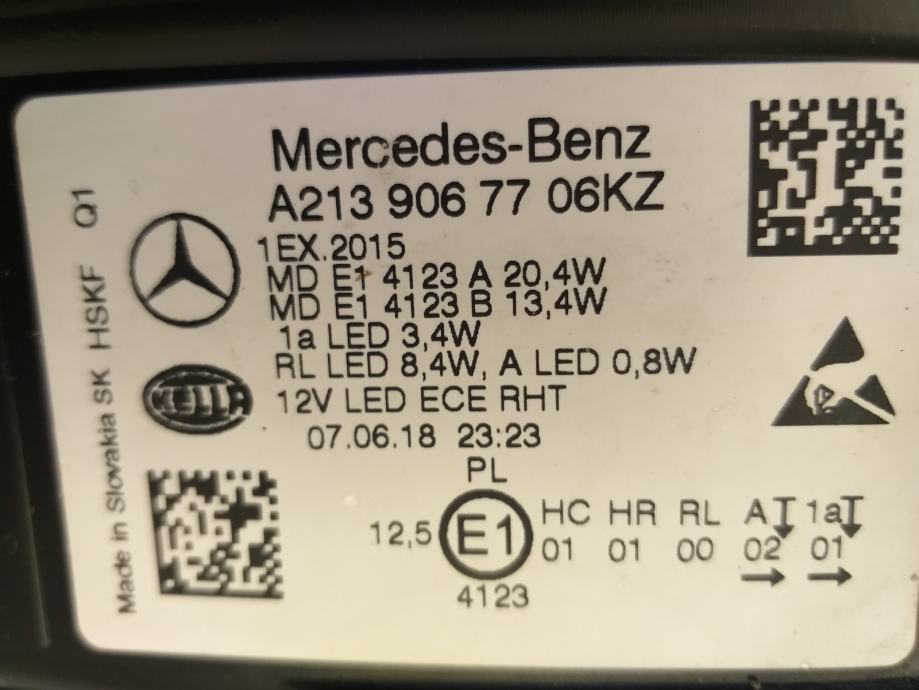 Mercedes-Benz
A213 906 77 06KZ
1EX.2015
MD E1 4123 A 20,4W
MD E1 4123 B 13,4W
1a LED 3,4W
RL LED 8,4W, A LED 0,8W
12V LED ECE RHT
07.06.18 23:23
PL
12,5 E1 HC HR RL A 1a
01 01 00 02 01
4123
HELLA
Made in Slovakia SK HSKF Q1